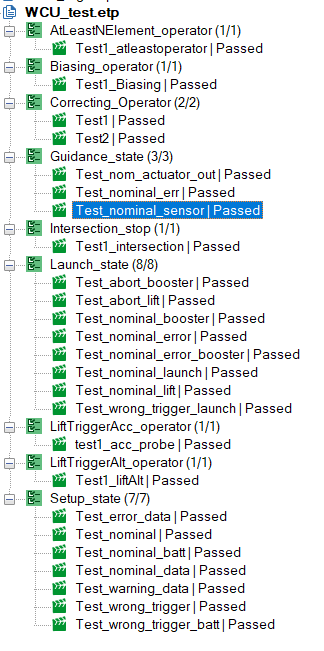 WCU_test.etp
AtLeastNElement_operator (1/1)
Test1_atleastoperator | Passed
Biasing_operator (1/1)
Test1_Biasing | Passed
Correcting_Operator (2/2)
Test1 | Passed
Test2 | Passed
Guidance_state (3/3)
Test_nom_actuator_out | Passed
Test_nominal_err | Passed
Test_nominal_sensor | Passed
Intersection_stop (1/1)
Test1_intersection | Passed
Launch_state (8/8)
Test_abort_booster | Passed
Test_abort_lift | Passed
Test_nominal_booster | Passed
Test_nominal_error | Passed
Test_nominal_error_booster | Passed
Test_nominal_launch | Passed
Test_nominal_lift | Passed
Test_wrong_trigger_launch | Passed
LiftTriggerAcc_operator (1/1)
test1_acc_probe | Passed
LiftTriggerAlt_operator (1/1)
Test1_liftAlt | Passed
Setup_state (7/7)
Test_error_data | Passed
Test_nominal | Passed
Test_nominal_batt | Passed
Test_nominal_data | Passed
Test_warning_data | Passed
Test_wrong_trigger | Passed
Test_wrong_trigger_batt | Passed